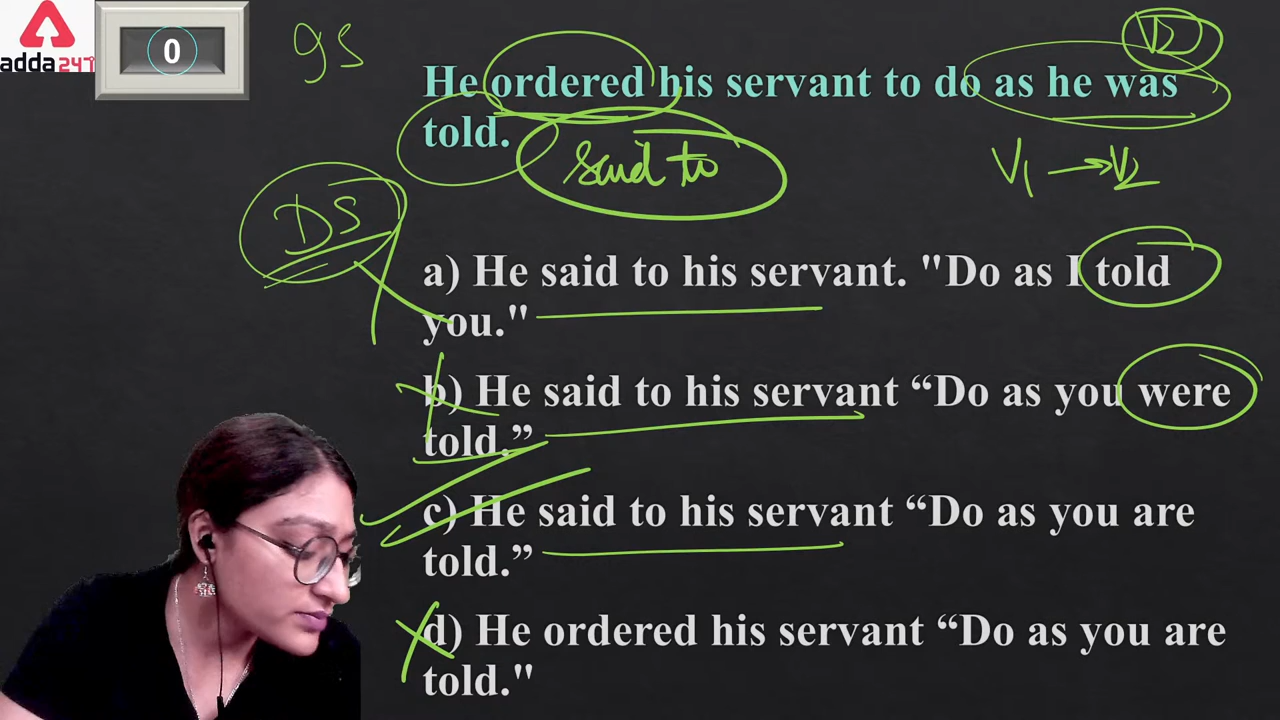 adda247
0
9S
V2
He ordered his servant to do as he was
told.
said to
V1 → V2
DS
a) He said to his servant. "Do as I told
you."
b) He said to his servant “Do as you were
told.”
c) He said to his servant “Do as you are
told.”
d) He ordered his servant “Do as you are
told."